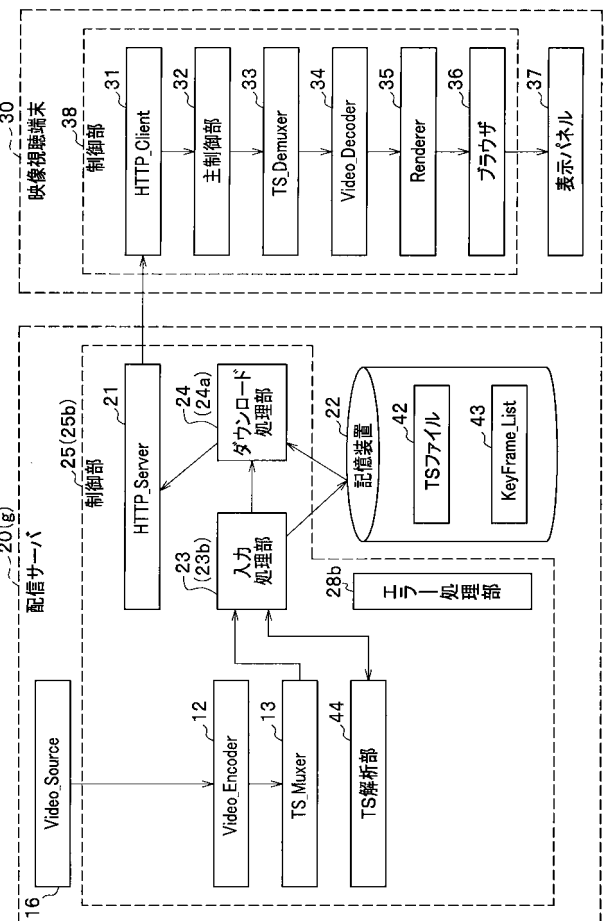 16
Video_Source
20(g)
配信サーバ
25(25b)
制御部
12
Video_Encoder
13
TS_Muxer
44
TS解析部
21
HTTP_Server
23
(23b)
入力
処理部
24
(24a)
ダウンロード
処理部
28b
エラー処理部
22
記憶装置
42
TSファイル
43
KeyFrame_List
30
映像視聴端末
38
制御部
31
HTTP_Client
32
主制御部
33
TS_Demuxer
34
Video_Decoder
35
Renderer
36
ブラウザ
37
表示パネル